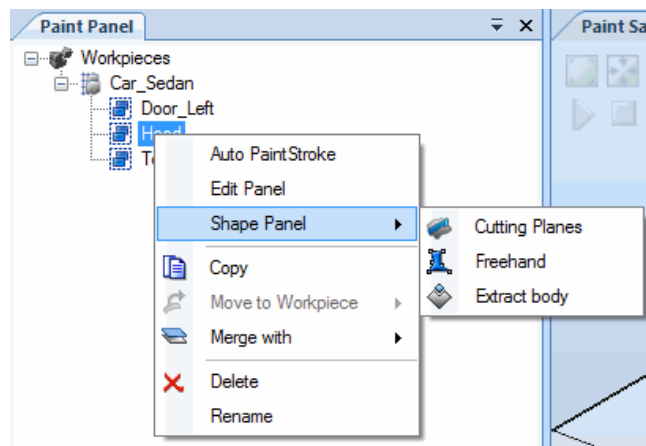 Paint Panel
Paint Sa
Workpieces
Car_Sedan
Door_Left
Hood
Auto PaintStroke
Edit Panel
Shape Panel
Cutting Planes
Freehand
Extract body
Copy
Move to Workpiece
Merge with
Delete
Rename